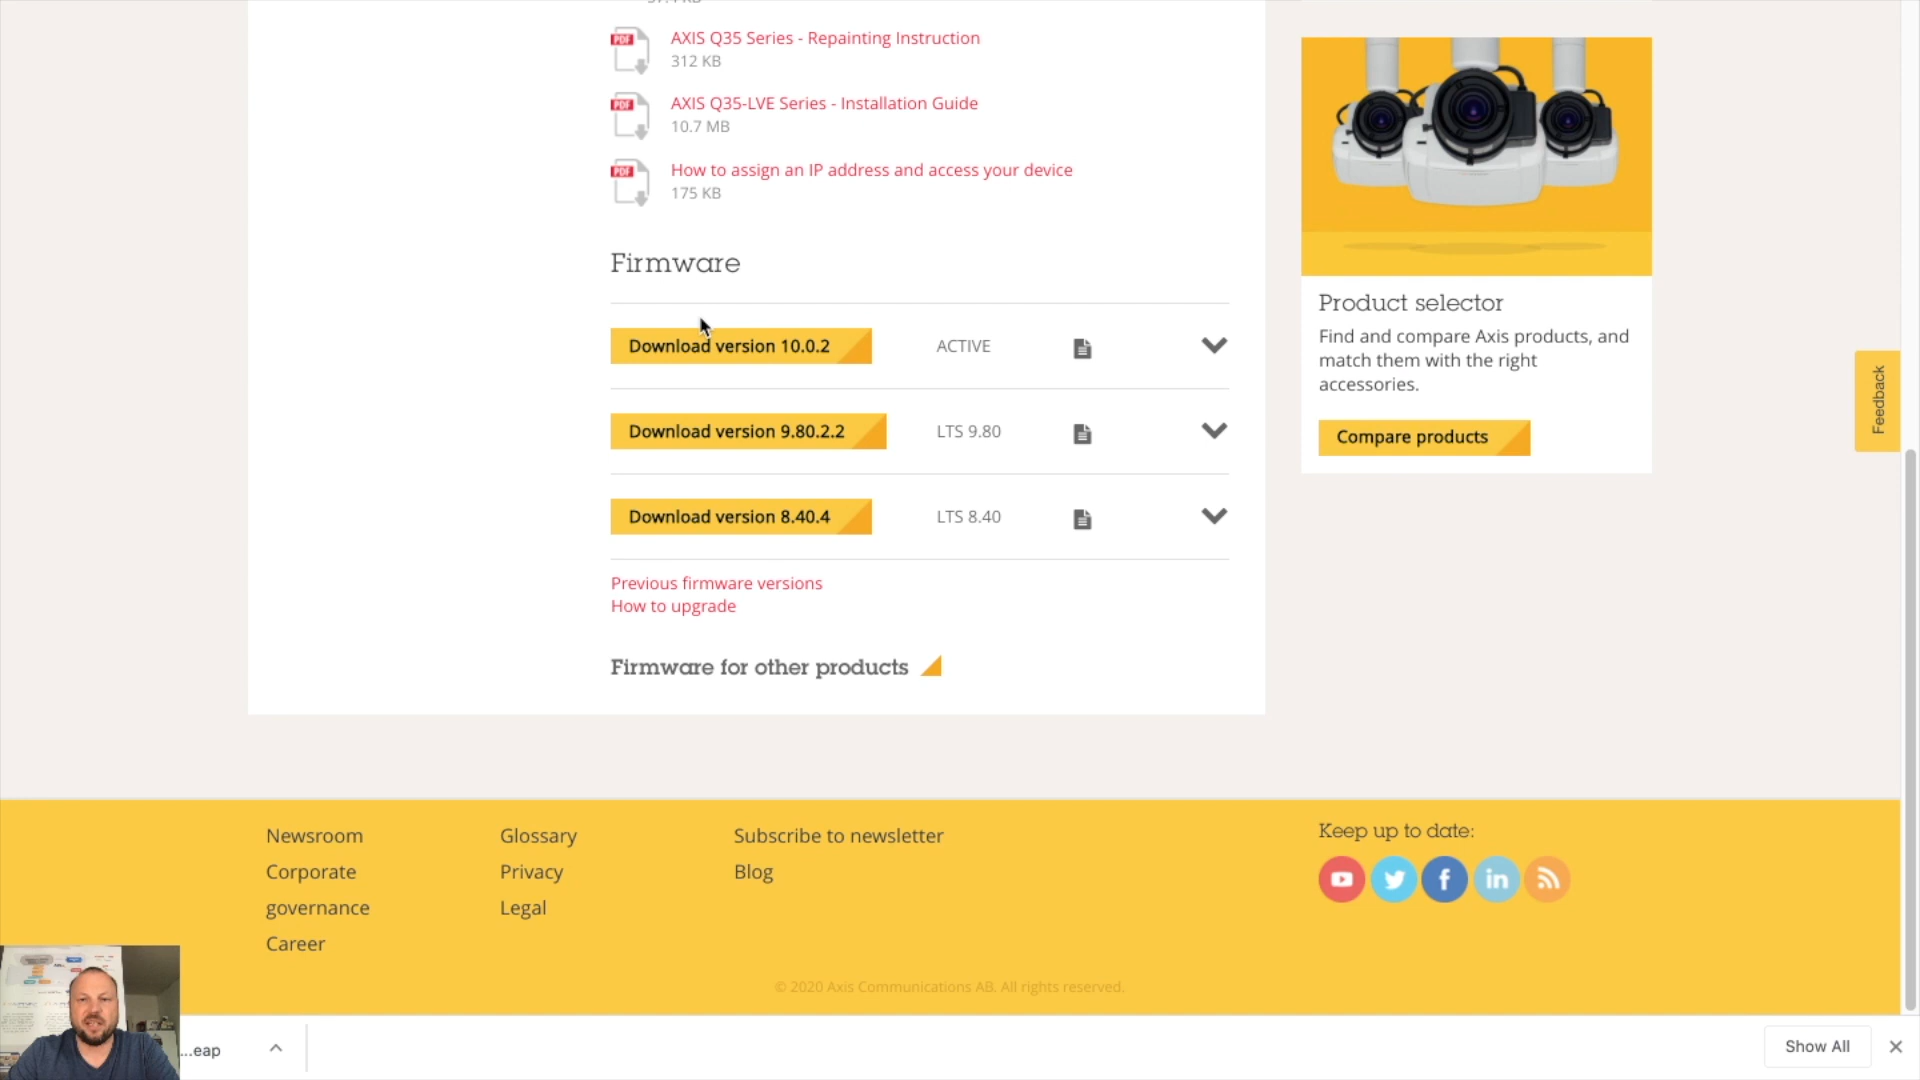 AXIS Q35 Series - Repainting Instruction
312 KB
AXIS Q35-LVE Series - Installation Guide
10.7 MB
How to assign an IP address and access your device
175 KB
Firmware
Download version 10.0.2 ACTIVE
Download version 9.80.2.2 LTS 9.80
Download version 8.40.4 LTS 8.40
Previous firmware versions
How to upgrade
Firmware for other products
Product selector
Find and compare Axis products, and
match them with the right
accessories.
Compare products
Feedback
Newsroom
Corporate
governance
Career
Glossary
Privacy
Legal
Subscribe to newsletter
Blog
Keep up to date:
© 2020 Axis Communications AB. All rights reserved.
...eap
Show All